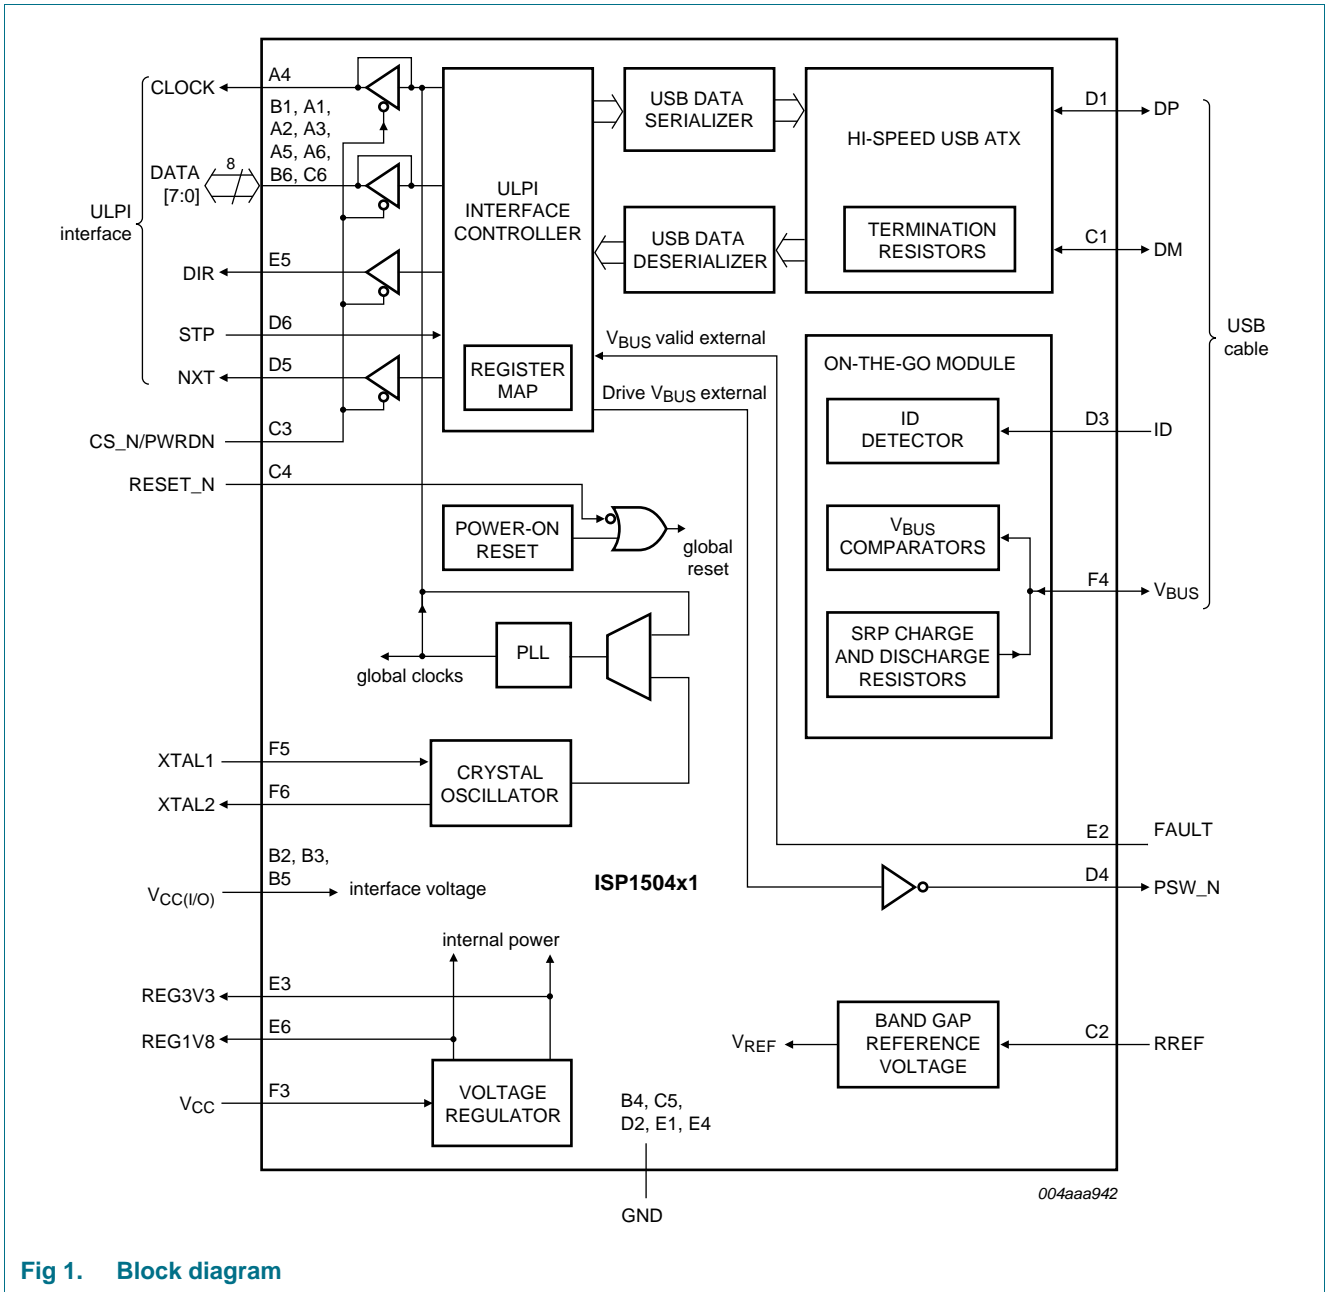 CLOCK
A4
B1, A1,
A2, A3,
A5, A6,
B6, C6
DATA
[7:0]
8
ULPI
interface
DIR
E5
STP
D6
NXT
D5
CS_N/PWRDN
C3
RESET_N
C4
ULPI
INTERFACE
CONTROLLER
REGISTER
MAP
USB DATA
SERIALIZER
USB DATA
DESERIALIZER
HI-SPEED USB ATX
TERMINATION
RESISTORS
D1
DP
C1
DM
USB
cable
VBUS valid external
Drive VBUS external
ON-THE-GO MODULE
ID
DETECTOR
D3
ID
VBUS
COMPARATORS
F4
VBUS
SRP CHARGE
AND DISCHARGE
RESISTORS
POWER-ON
RESET
global
reset
PLL
global clocks
XTAL1
F5
XTAL2
F6
CRYSTAL
OSCILLATOR
E2
FAULT
D4
PSW_N
B2, B3,
B5
VCC(I/O)
interface voltage
ISP1504x1
internal power
REG3V3
E3
REG1V8
E6
VCC
F3
VOLTAGE
REGULATOR
VREF
BAND GAP
REFERENCE
VOLTAGE
C2
RREF
B4, C5,
D2, E1, E4
GND
004aaa942
Fig 1. Block diagram